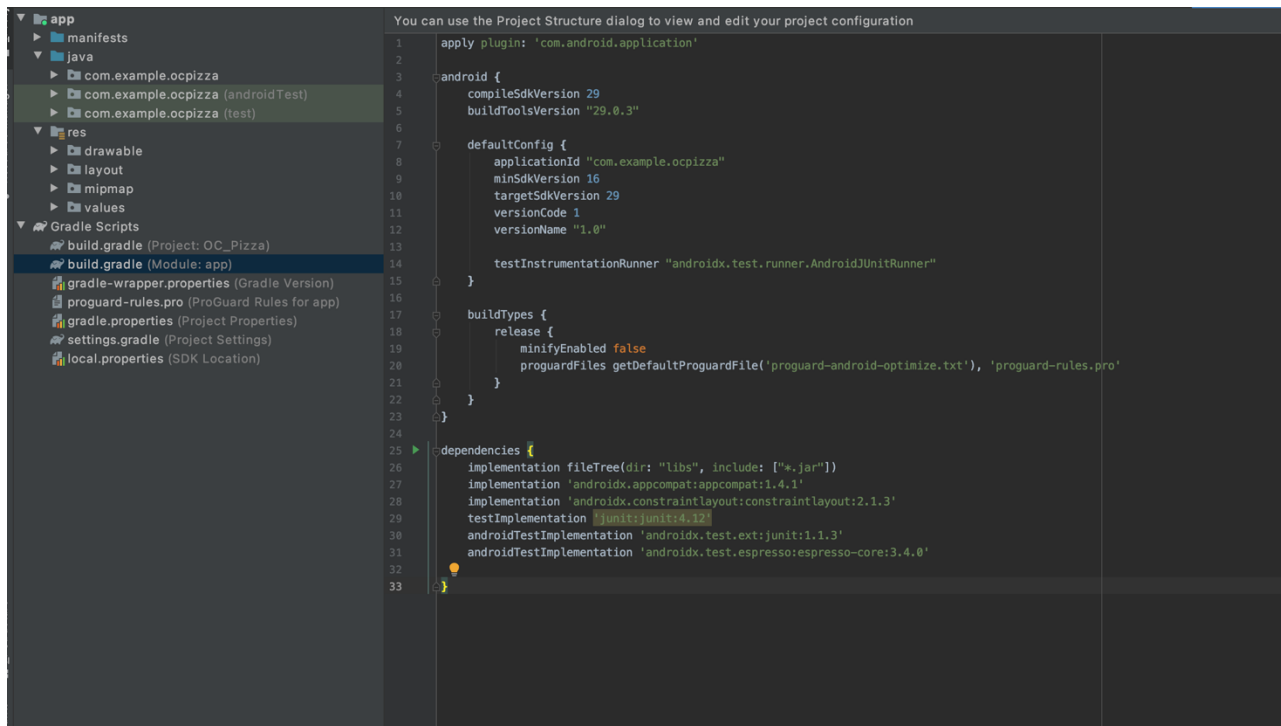 app
manifests
java
com.example.ocpizza
com.example.ocpizza (androidTest)
com.example.ocpizza (test)
res
drawable
layout
mipmap
values
Gradle Scripts
build.gradle (Project: OC_Pizza)
build.gradle (Module: app)
gradle-wrapper.properties (Gradle Version)
proguard-rules.pro (ProGuard Rules for app)
gradle.properties (Project Properties)
settings.gradle (Project Settings)
local.properties (SDK Location)
You can use the Project Structure dialog to view and edit your project configuration
1 apply plugin: 'com.android.application'
2
3 android {
4 compileSdkVersion 29
5 buildToolsVersion "29.0.3"
6
7 defaultConfig {
8 applicationId "com.example.ocpizza"
9 minSdkVersion 16
10 targetSdkVersion 29
11 versionCode 1
12 versionName "1.0"
13
14 testInstrumentationRunner "androidx.test.runner.AndroidJUnitRunner"
15 }
16
17 buildTypes {
18 release {
19 minifyEnabled false
20 proguardFiles getDefaultProguardFile('proguard-android-optimize.txt'), 'proguard-rules.pro'
21 }
22 }
23 }
24
25 dependencies {
26 implementation fileTree(dir: "libs", include: ["*.jar"])
27 implementation 'androidx.appcompat:appcompat:1.4.1'
28 implementation 'androidx.constraintlayout:constraintlayout:2.1.3'
29 testImplementation 'junit:junit:4.12'
30 androidTestImplementation 'androidx.test.ext:junit:1.1.3'
31 androidTestImplementation 'androidx.test.espresso:espresso-core:3.4.0'
32
33 }